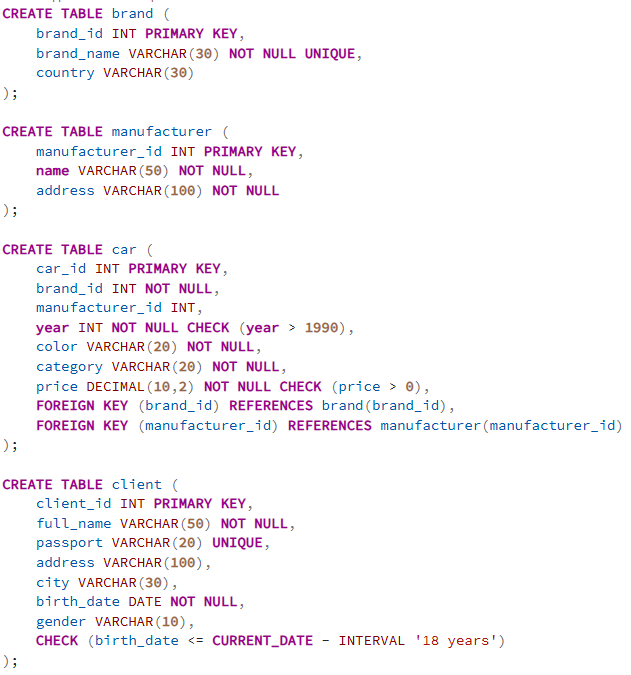 CREATE TABLE brand (
    brand_id INT PRIMARY KEY,
    brand_name VARCHAR(30) NOT NULL UNIQUE,
    country VARCHAR(30)
);

CREATE TABLE manufacturer (
    manufacturer_id INT PRIMARY KEY,
    name VARCHAR(50) NOT NULL,
    address VARCHAR(100) NOT NULL
);

CREATE TABLE car (
    car_id INT PRIMARY KEY,
    brand_id INT NOT NULL,
    manufacturer_id INT,
    year INT NOT NULL CHECK (year > 1990),
    color VARCHAR(20) NOT NULL,
    category VARCHAR(20) NOT NULL,
    price DECIMAL(10,2) NOT NULL CHECK (price > 0),
    FOREIGN KEY (brand_id) REFERENCES brand(brand_id),
    FOREIGN KEY (manufacturer_id) REFERENCES manufacturer(manufacturer_id)
);

CREATE TABLE client (
    client_id INT PRIMARY KEY,
    full_name VARCHAR(50) NOT NULL,
    passport VARCHAR(20) UNIQUE,
    address VARCHAR(100),
    city VARCHAR(30),
    birth_date DATE NOT NULL,
    gender VARCHAR(10),
    CHECK (birth_date <= CURRENT_DATE - INTERVAL '18 years')
);